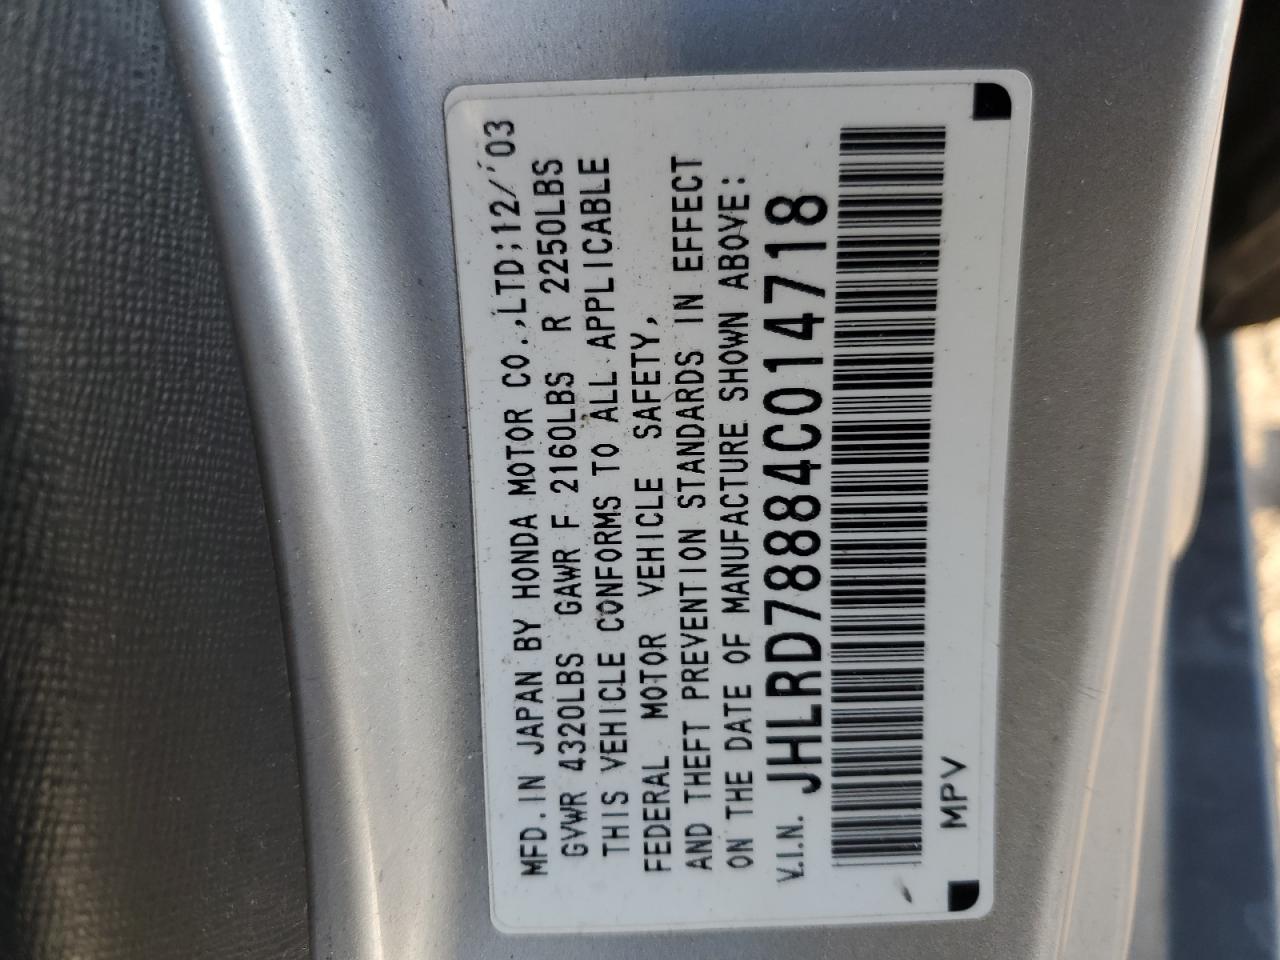 MFD.IN JAPAN BY HONDA MOTOR CO.,LTD;12/'03
GVWR 4320LBS GAWR F 2160LBS R 2250LBS
THIS VEHICLE CONFORMS TO ALL APPLICABLE
FEDERAL MOTOR VEHICLE SAFETY,
AND THEFT PREVENTION STANDARDS IN EFFECT
ON THE DATE OF MANUFACTURE SHOWN ABOVE:
V.I.N. JHLRD78884C014718
MPV